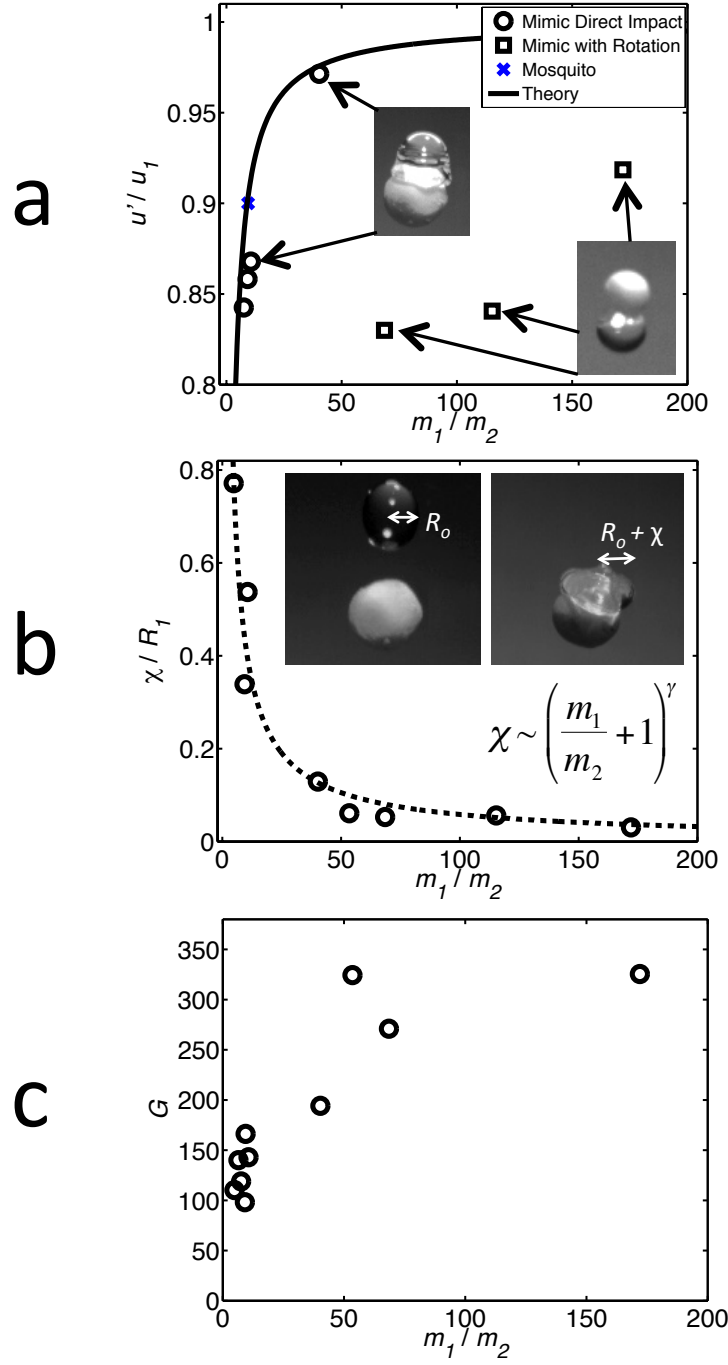 a
1
0.95
0.9
0.85
0.8
u'/ u1
0 50 100 150 200
m1 / m2
Mimic Direct Impact
Mimic with Rotation
Mosquito
Theory
b
0.8
0.6
0.4
0.2
0
χ / R1
0 50 100 150 200
m1 / m2
Ro
Ro + χ
χ ~ (m1/m2 + 1)^γ
c
350
300
250
200
150
100
50
0
G
0 50 100 150 200
m1 / m2